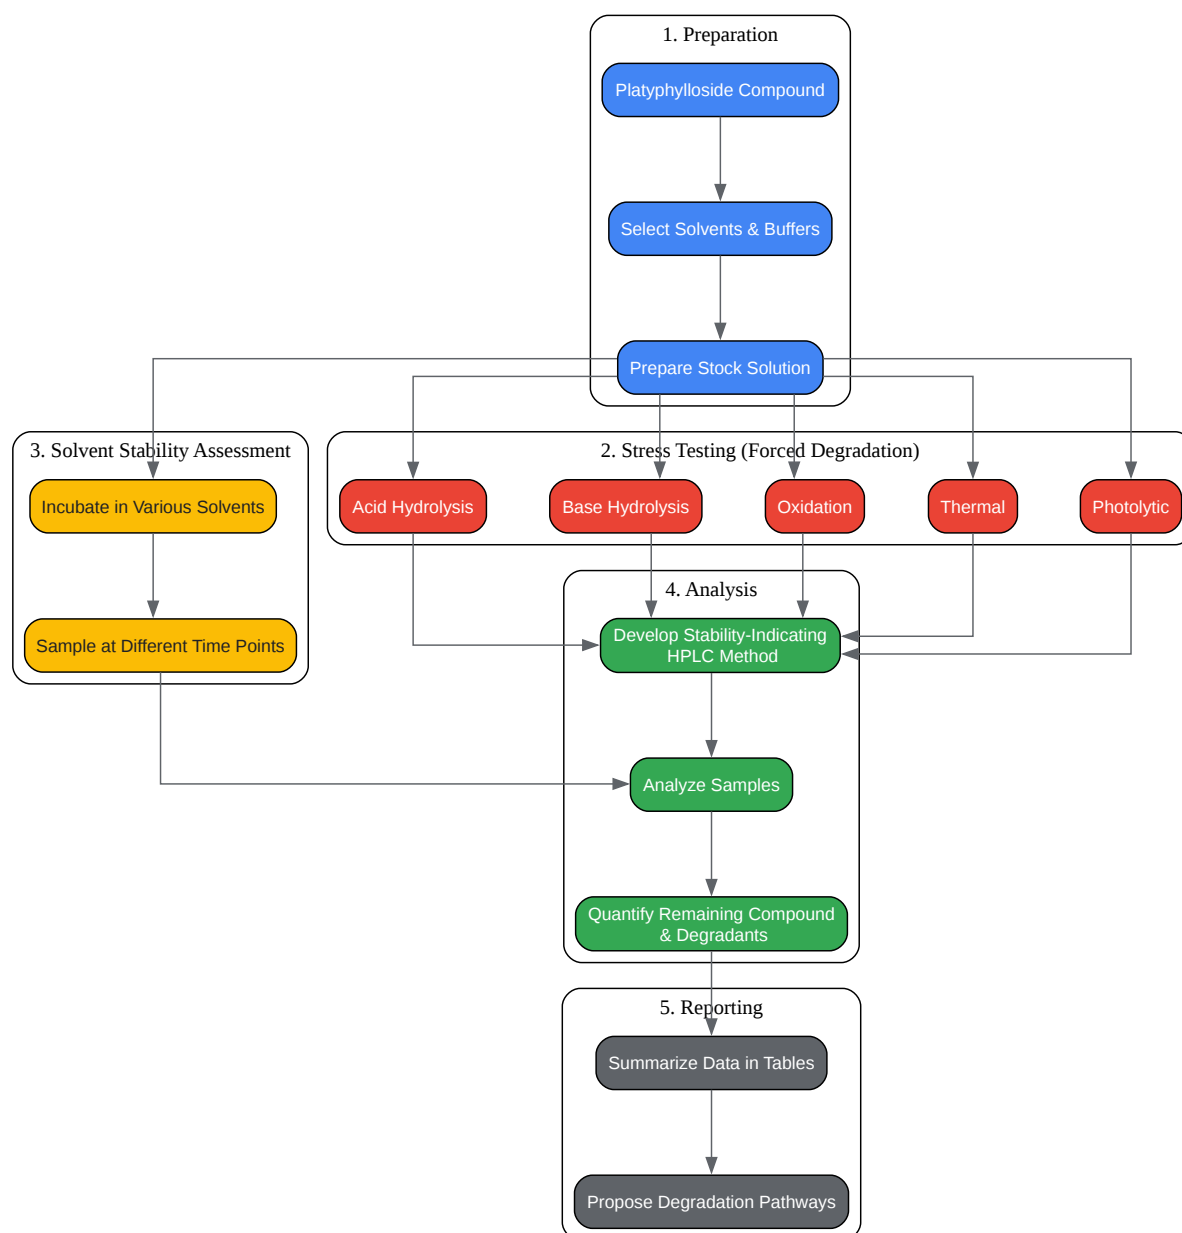 1. Preparation
Platyphylloside Compound
Select Solvents & Buffers
Prepare Stock Solution
3. Solvent Stability Assessment
Incubate in Various Solvents
Sample at Different Time Points
2. Stress Testing (Forced Degradation)
Acid Hydrolysis
Base Hydrolysis
Oxidation
Thermal
Photolytic
4. Analysis
Develop Stability-Indicating
HPLC Method
Analyze Samples
Quantify Remaining Compound
& Degradants
5. Reporting
Summarize Data in Tables
Propose Degradation Pathways